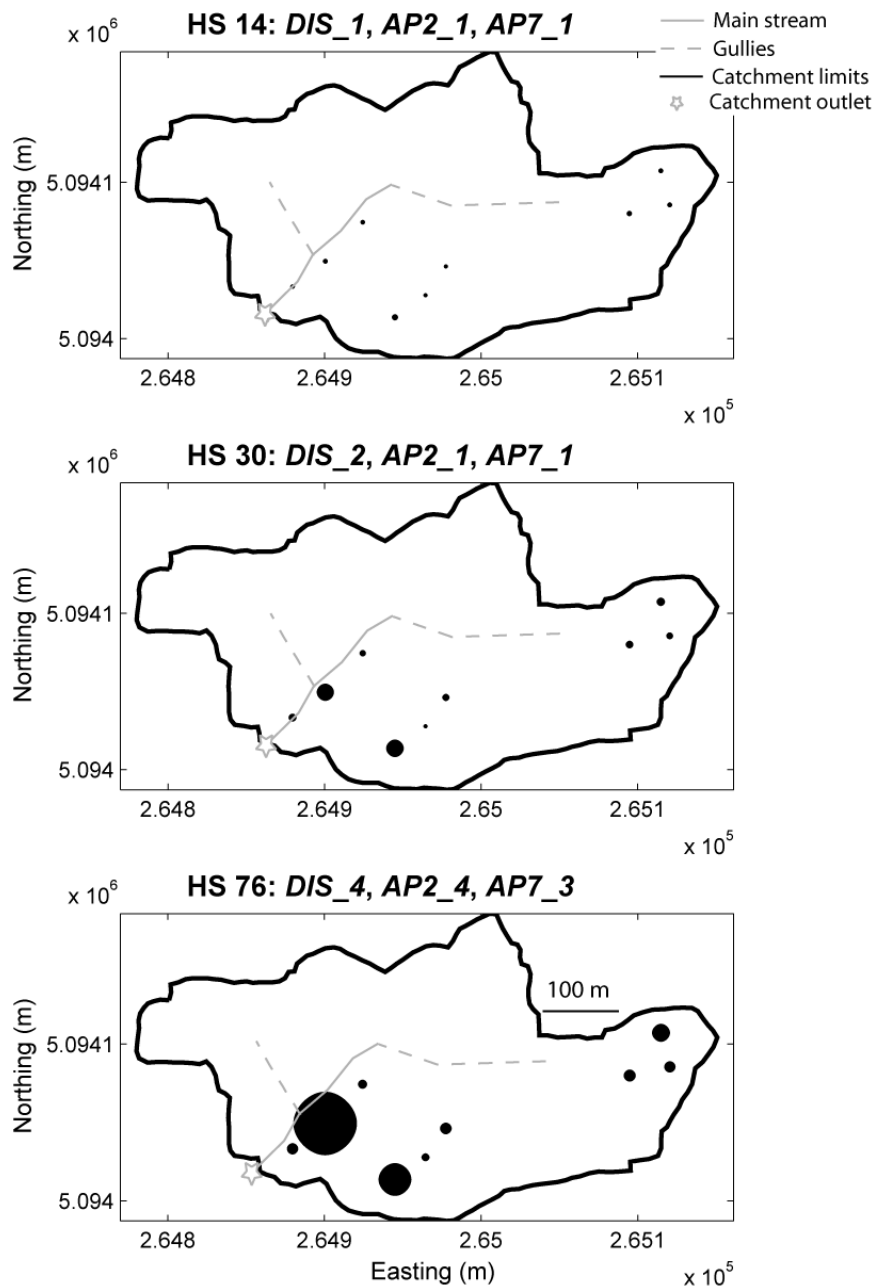 x 10^6
HS 14: DIS_1, AP2_1, AP7_1
Main stream
Gullies
Catchment limits
Catchment outlet
Northing (m)
5.0941
5.094
2.648 2.649 2.65 2.651
x 10^5
x 10^6
HS 30: DIS_2, AP2_1, AP7_1
Northing (m)
5.0941
5.094
2.648 2.649 2.65 2.651
x 10^5
x 10^6
HS 76: DIS_4, AP2_4, AP7_3
100 m
Northing (m)
5.0941
5.094
2.648 2.649 2.65 2.651
Easting (m)
x 10^5